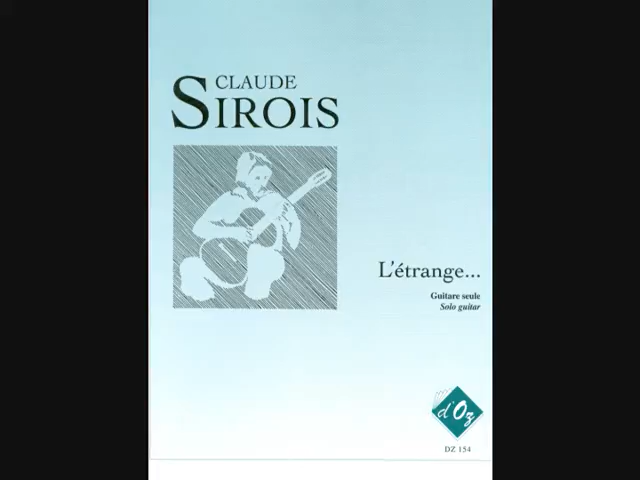 CLAUDE
SIROIS
L'étrange...
Guitare seule
Solo guitar
d'Oz
DZ 154